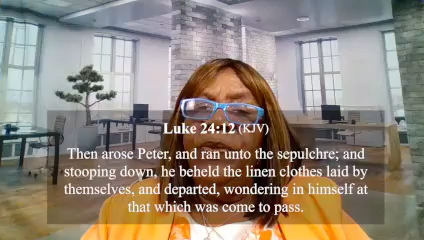 Luke 24:12 (KJV)
Then arose Peter, and ran unto the sepulchre; and
stooping down, he beheld the linen clothes laid by
themselves, and departed, wondering in himself at
that which was come to pass.